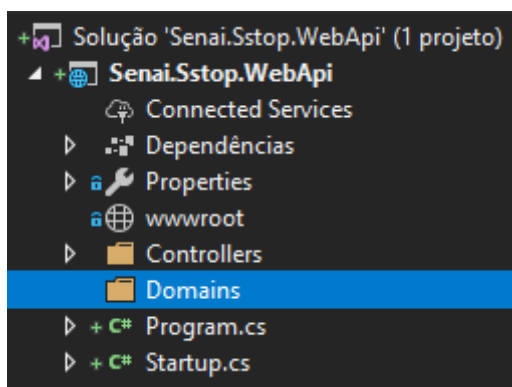 Solução 'Senai.Sstop.WebApi' (1 projeto)
Senai.Sstop.WebApi
Connected Services
Dependências
Properties
wwwroot
Controllers
Domains
C# Program.cs
C# Startup.cs